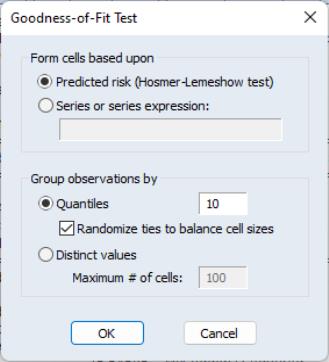 Goodness-of-Fit Test
Form cells based upon
Predicted risk (Hosmer-Lemeshow test)
Series or series expression:
Group observations by
Quantiles 10
Randomize ties to balance cell sizes
Distinct values
Maximum # of cells: 100
OK Cancel